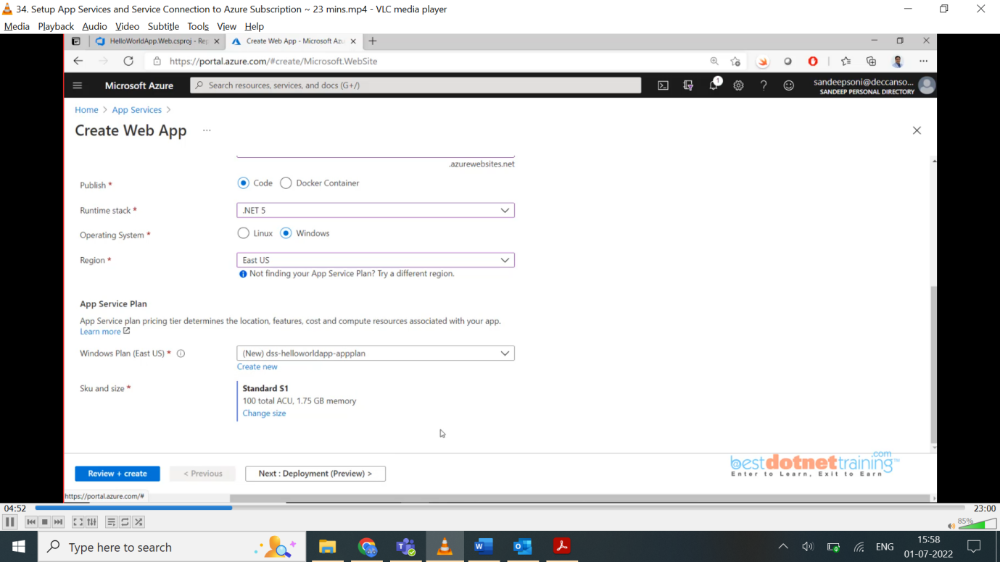 34. Setup App Services and Service Connection to Azure Subscription ~ 23 mins.mp4 - VLC media player
Media Playback Audio Video Subtitle Tools View Help
HelloWorldApp.Web.csproj - Rep
Create Web App - Microsoft Azu
https://portal.azure.com/#create/Microsoft.WebSite
Microsoft Azure
Search resources, services, and docs (G+/)
1
sandeepsoni@deccanso...
SANDEEP PERSONAL DIRECTORY
Home > App Services >
Create Web App ...
.azurewebsites.net
Publish * Code Docker Container
Runtime stack * .NET 5
Operating System * Linux Windows
Region * East US
Not finding your App Service Plan? Try a different region.
App Service Plan
App Service plan pricing tier determines the location, features, cost and compute resources associated with your app.
Learn more
Windows Plan (East US) * (New) dss-helloworldapp-appplan
Create new
Sku and size * Standard S1
100 total ACU, 1.75 GB memory
Change size
@bestdotnettraining.com™
Enter to Learn, Exit to Earn
Review + create < Previous Next : Deployment (Preview) >
https://portal.azure.com/#
04:52 23:00
85%
Type here to search
ENG
15:58
01-07-2022